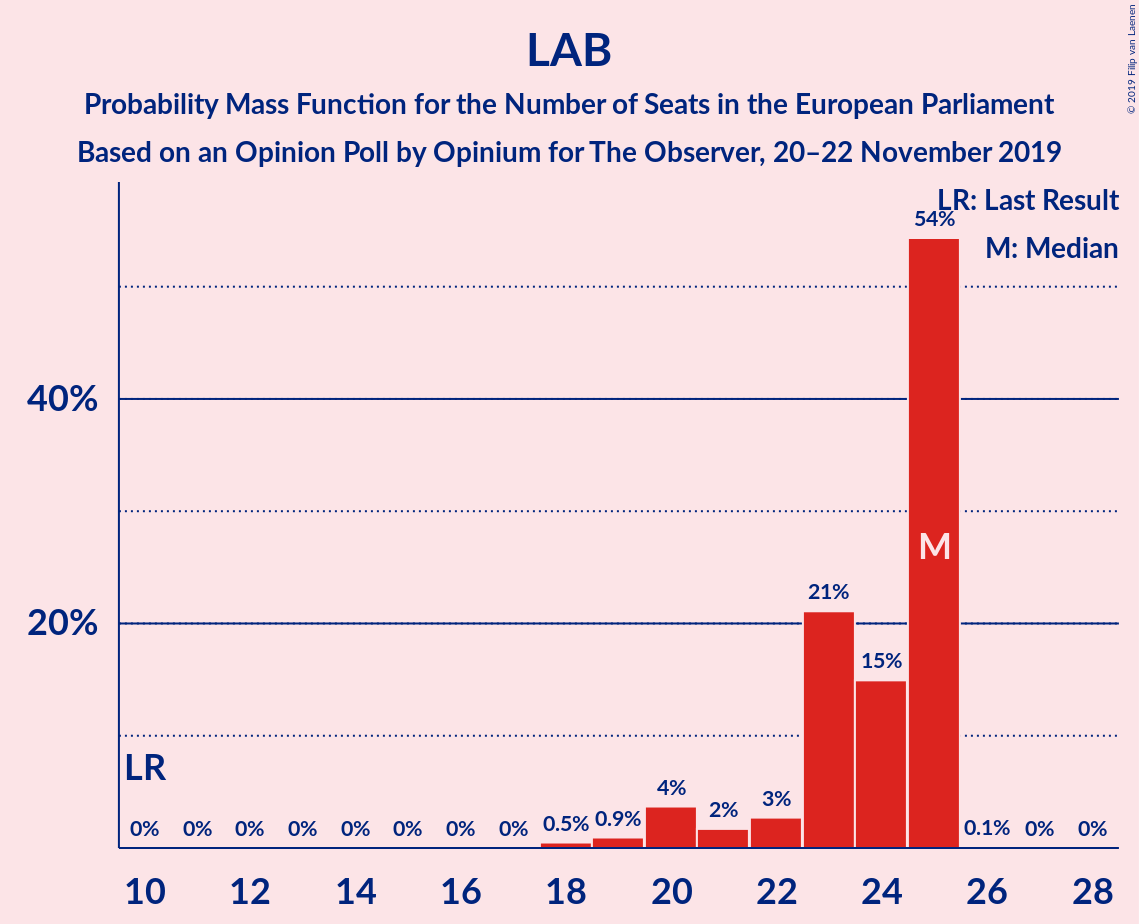 LAB
Probability Mass Function for the Number of Seats in the European Parliament
Based on an Opinion Poll by Opinium for The Observer, 20–22 November 2019
© 2019 Filip van Laenen
LR: Last Result
M: Median
54%
40%
M
21%
20%
15%
LR
4%
3%
2%
0% 0% 0% 0% 0% 0% 0% 0% 0.5% 0.9% 0.1% 0% 0%
10 12 14 16 18 20 22 24 26 28